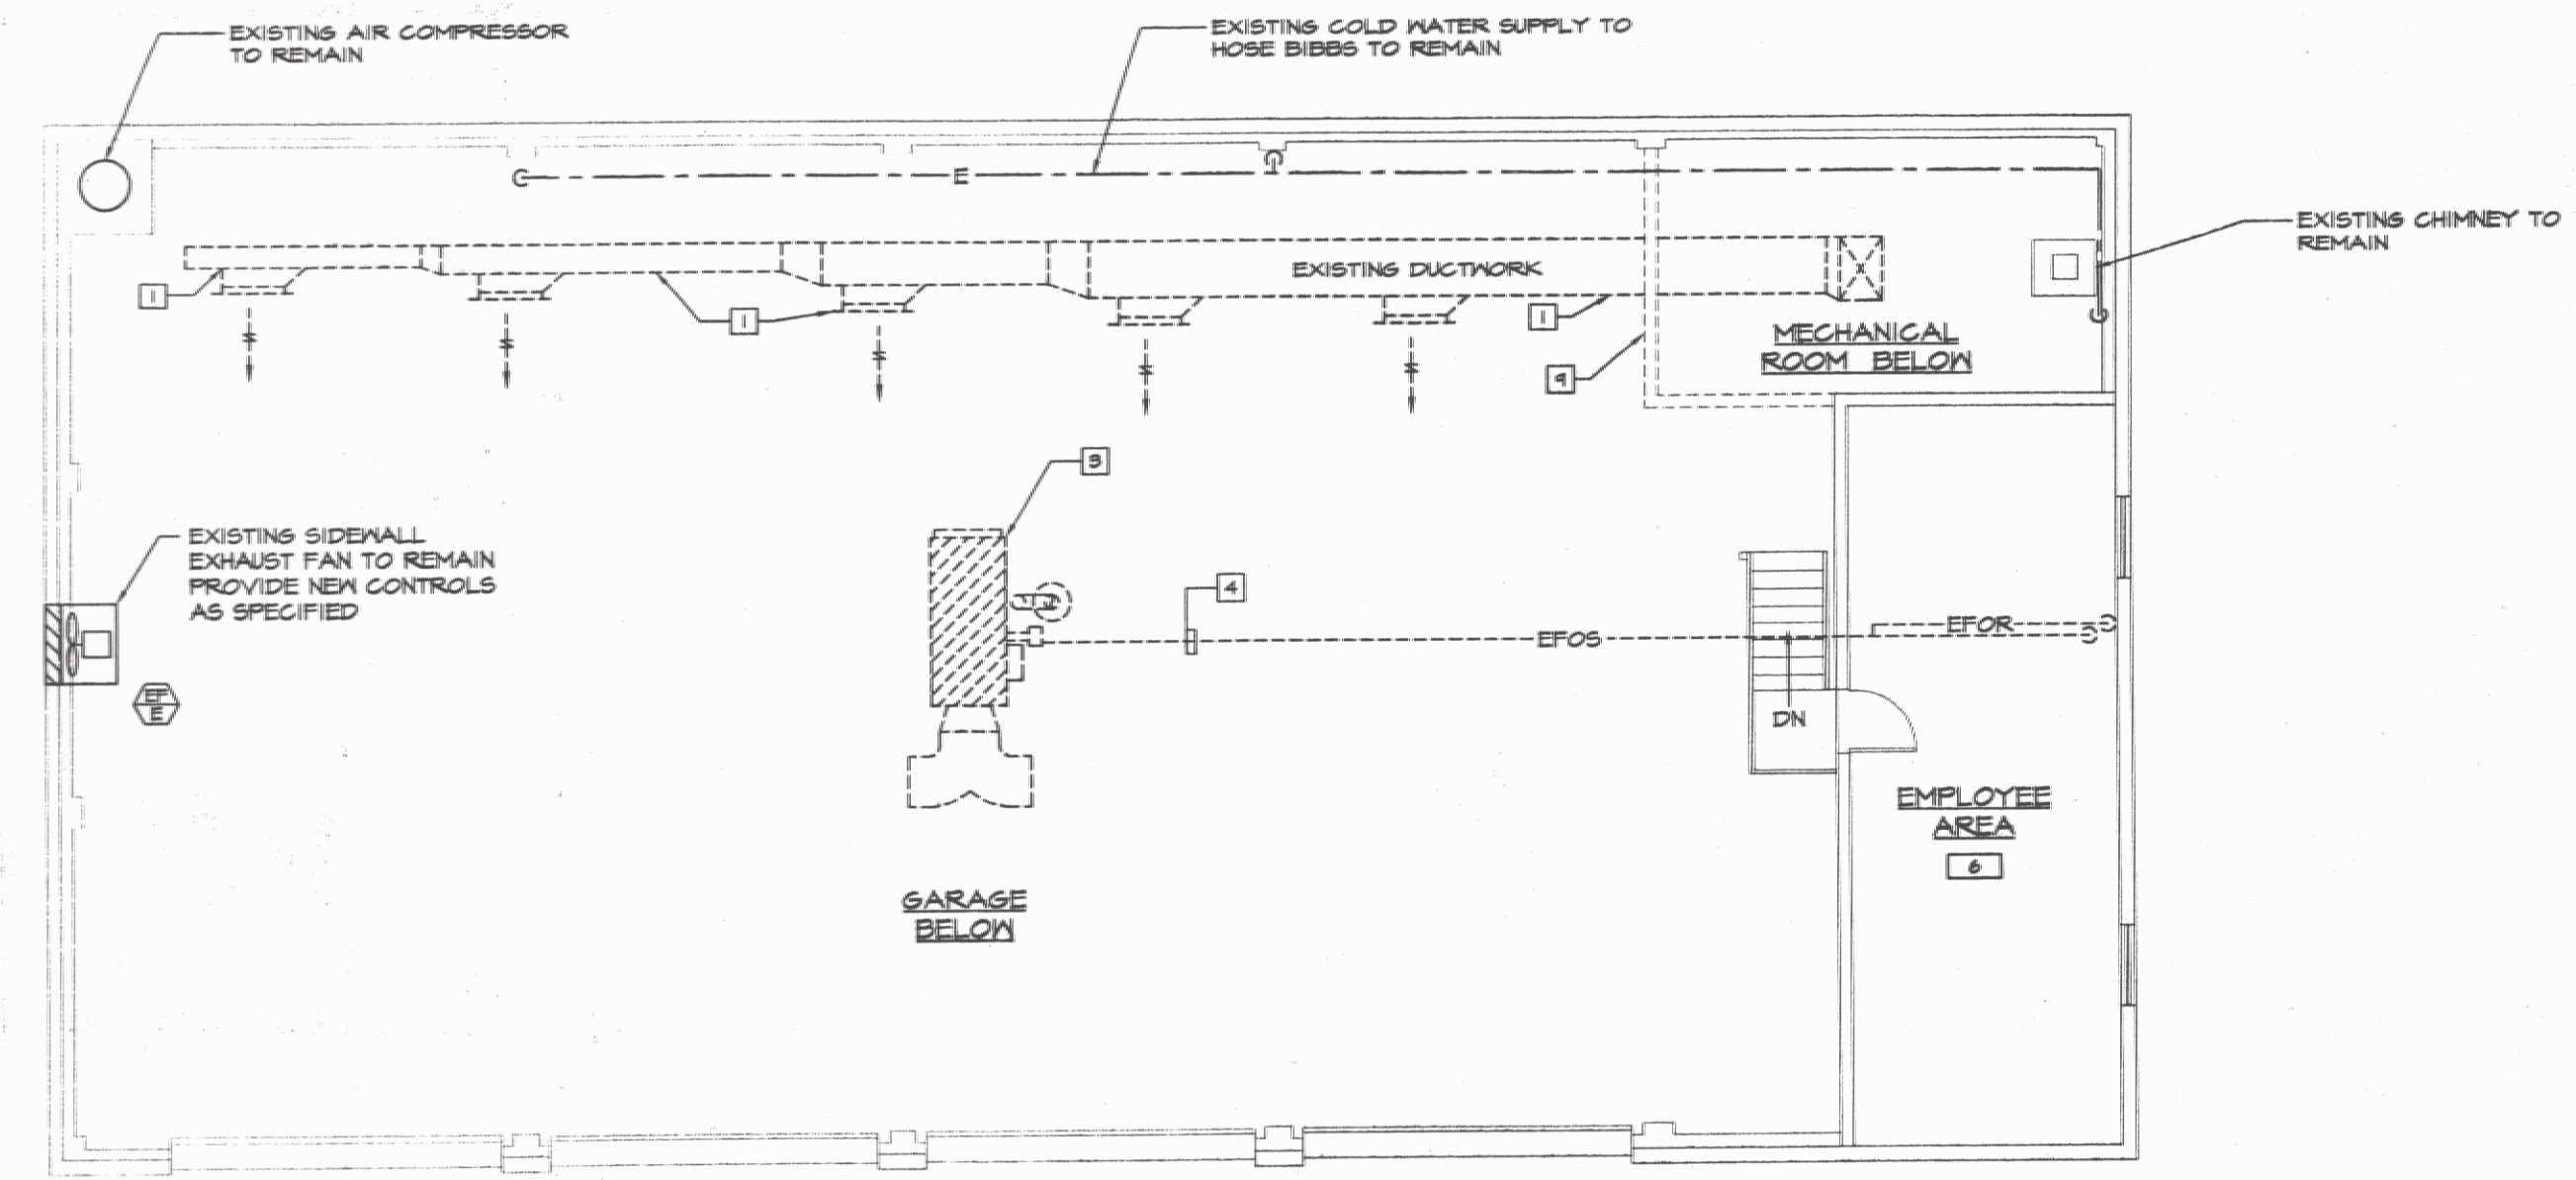 EXISTING AIR COMPRESSOR
TO REMAIN
EXISTING COLD WATER SUPPLY TO
HOSE BIBBS TO REMAIN
E
EXISTING CHIMNEY TO
REMAIN
EXISTING DUCTWORK
1
1
1
MECHANICAL
ROOM BELOW
9
3
EXISTING SIDEWALL
EXHAUST FAN TO REMAIN
PROVIDE NEW CONTROLS
AS SPECIFIED
4
EFOS
EFOR
EF
E
DN
EMPLOYEE
AREA
6
GARAGE
BELOW